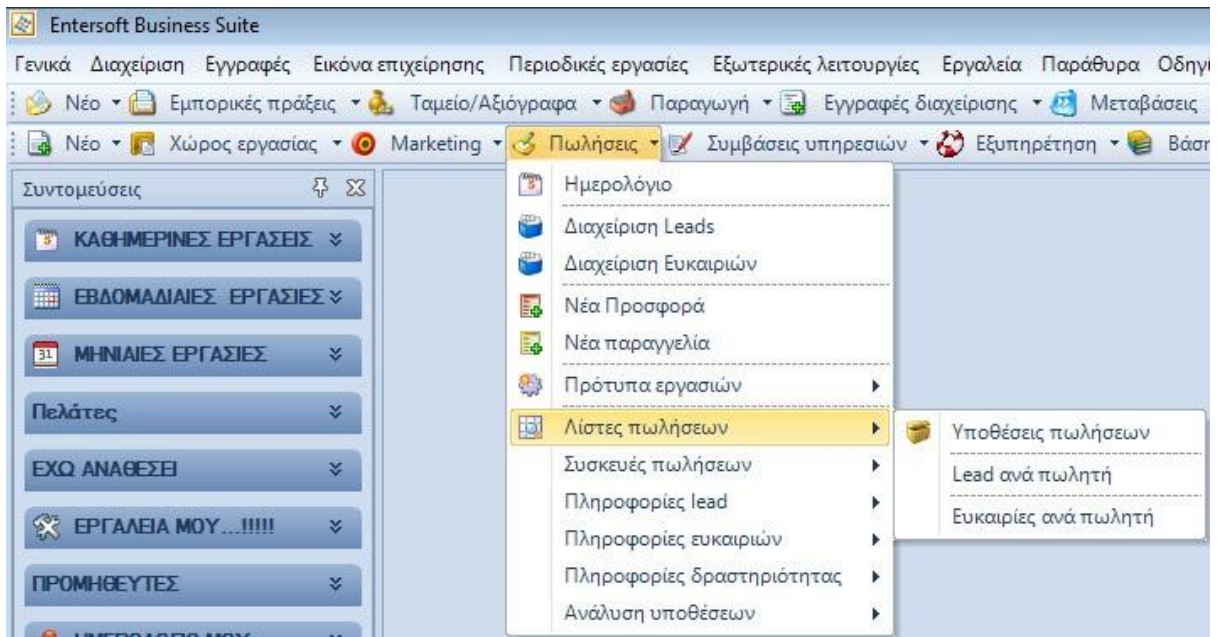 Entersoft Business Suite
Γενικά Διαχείριση Εγγραφές Εικόνα επιχείρησης Περιοδικές εργασίες Εξωτερικές λειτουργίες Εργαλεία Παράθυρα
Νέο Εμπορικές πράξεις Ταμείο/Αξιόγραφα Παραγωγή Εγγραφές διαχείρισης Μεταβάσεις
Νέο Χώρος εργασίας Marketing Πωλήσεις Συμβάσεις υπηρεσιών Εξυπηρέτηση
Συντομεύσεις
ΚΑΘΗΜΕΡΙΝΕΣ ΕΡΓΑΣΕΙΣ
ΕΒΔΟΜΑΔΙΑΙΕΣ ΕΡΓΑΣΙΕΣ
ΜΗΝΙΑΙΕΣ ΕΡΓΑΣΙΕΣ
Πελάτες
ΕΧΩ ΑΝΑΘΕΣΕΙ
ΕΡΓΑΛΕΙΑ ΜΟΥ...!!!!!
ΠΡΟΜΗΘΕΥΤΕΣ
Ημερολόγιο
Διαχείριση Leads
Διαχείριση Ευκαιριών
Νέα Προσφορά
Νέα παραγγελία
Πρότυπα εργασιών
Λίστες πωλήσεων
Συσκευές πωλήσεων
Πληροφορίες lead
Πληροφορίες ευκαιριών
Πληροφορίες δραστηριότητας
Ανάλυση υποθέσεων
Υποθέσεις πωλήσεων
Lead ανά πωλητή
Ευκαιρίες ανά πωλητή